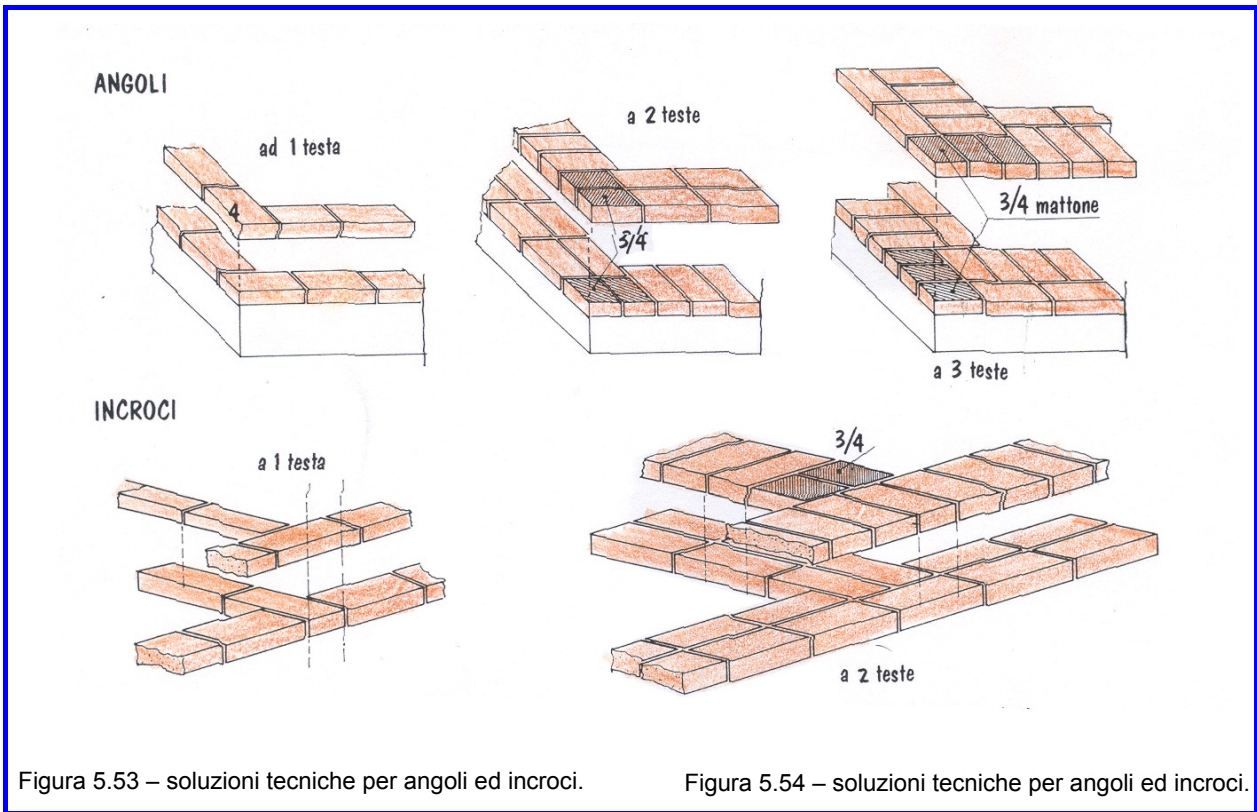 ANGOLI
ad 1 testa
a 2 teste
4
3/4
3/4 mattone
a 3 teste
INCROCI
a 1 testa
3/4
a 2 teste
Figura 5.53 – soluzioni tecniche per angoli ed incroci.
Figura 5.54 – soluzioni tecniche per angoli ed incroci.